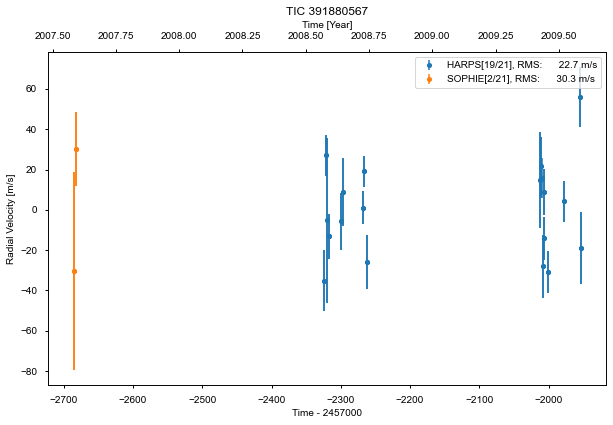 TIC 391880567
Time [Year]
2007.50 2007.75 2008.00 2008.25 2008.50 2008.75 2009.00 2009.25 2009.50
HARPS[19/21], RMS: 22.7 m/s
SOPHIE[2/21], RMS: 30.3 m/s
Radial Velocity [m/s]
60
40
20
0
−20
−40
−60
−80
−2700 −2600 −2500 −2400 −2300 −2200 −2100 −2000
Time - 2457000